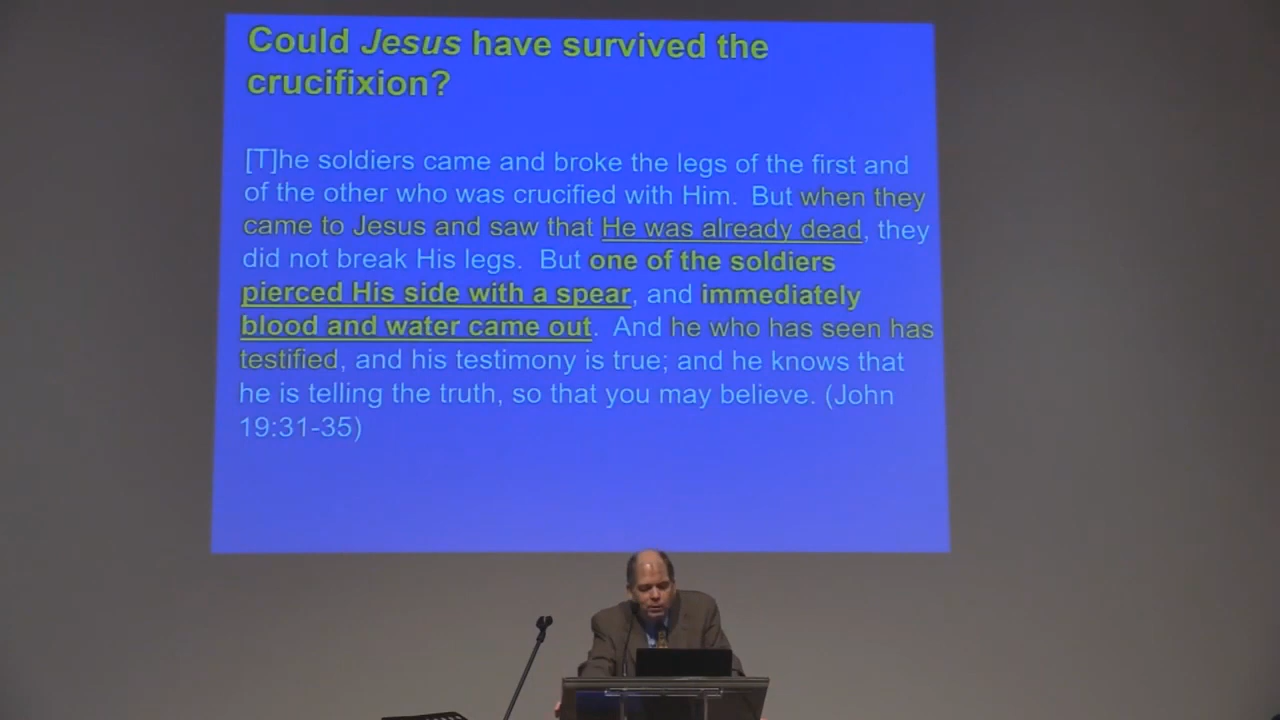 Could Jesus have survived the
crucifixion?
[T]he soldiers came and broke the legs of the first and
of the other who was crucified with Him.  But when they
came to Jesus and saw that He was already dead, they
did not break His legs.  But one of the soldiers
pierced His side with a spear, and immediately
blood and water came out.  And he who has seen has
testified, and his testimony is true; and he knows that
he is telling the truth, so that you may believe. (John
19:31-35)